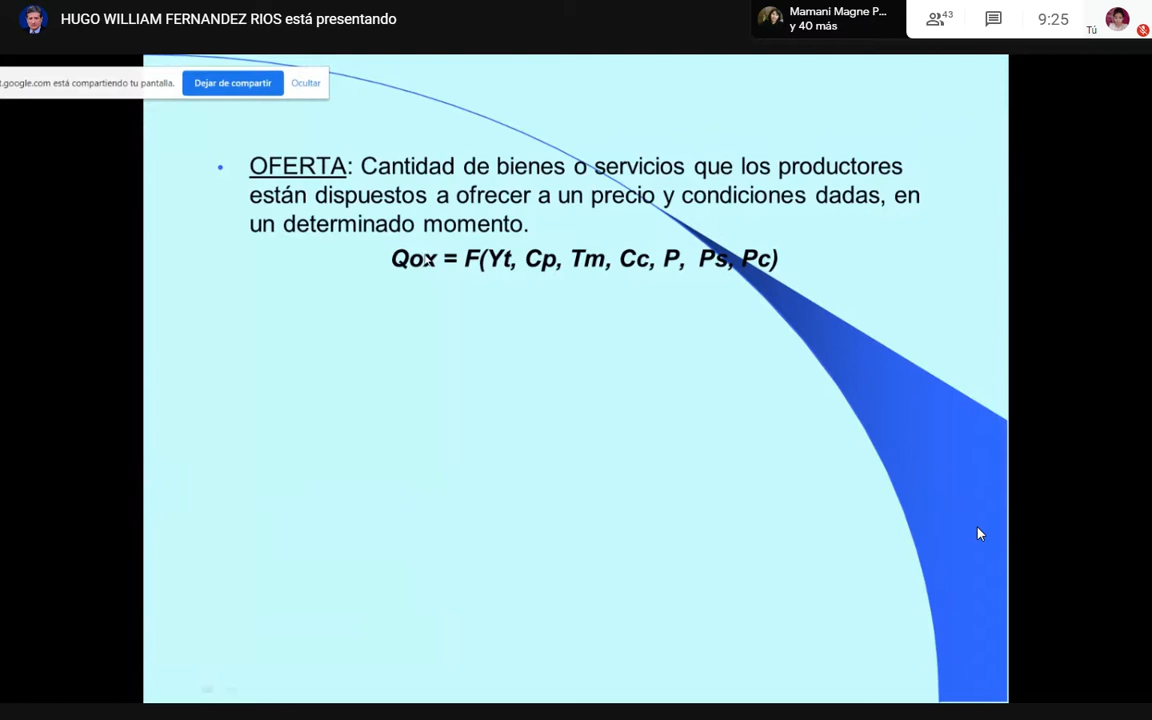 HUGO WILLIAM FERNANDEZ RIOS está presentando
Mamani Magne P...
y 40 más
43
9:25
Tú
t.google.com está compartiendo tu pantalla.
Dejar de compartir
Ocultar
• OFERTA: Cantidad de bienes o servicios que los productores
están dispuestos a ofrecer a un precio y condiciones dadas, en
un determinado momento.
Qox = F(Yt, Cp, Tm, Cc, P, Ps, Pc)